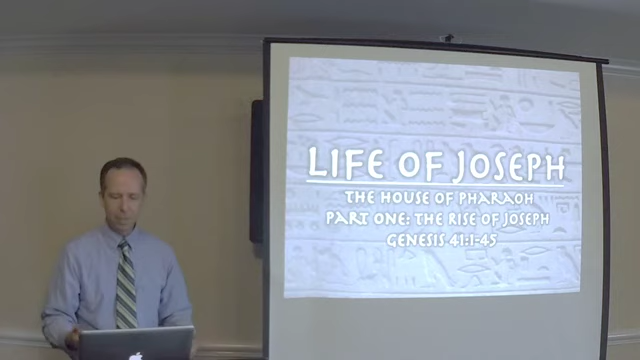 LIFE OF JOSEPH
THE HOUSE OF PHARAOH
PART ONE: THE RISE OF JOSEPH
GENESIS 41:1-45